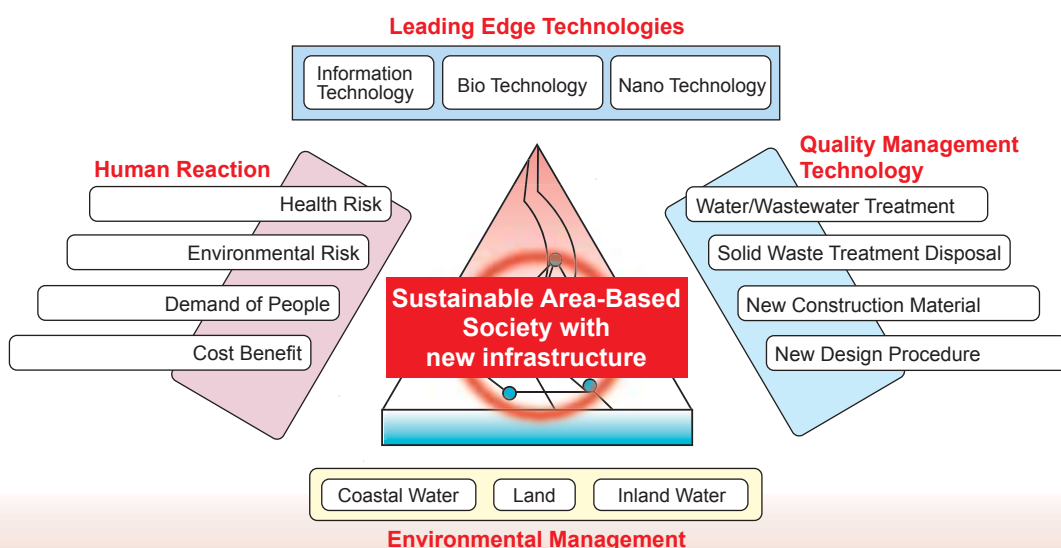 Leading Edge Technologies
Information
Technology
Bio Technology
Nano Technology
Human Reaction
Health Risk
Environmental Risk
Demand of People
Cost Benefit
Quality Management
Technology
Water/Wastewater Treatment
Solid Waste Treatment Disposal
New Construction Material
New Design Procedure
Sustainable Area-Based
Society with
new infrastructure
Coastal Water
Land
Inland Water
Environmental Management